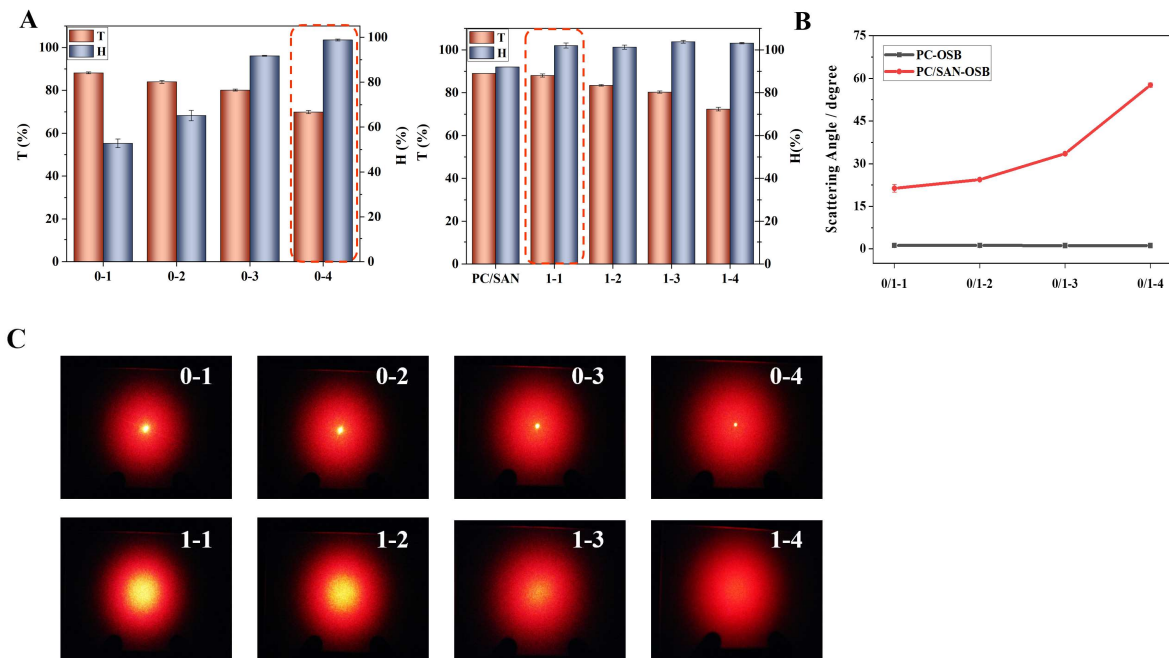 A
T
H
T (%)
100
80
60
40
20
0
0-1 0-2 0-3 0-4
100
80
60
40
20
0
H (%)
T
H
T (%)
100
80
60
40
20
0
PC/SAN 1-1 1-2 1-3 1-4
100
80
60
40
20
0
H(%)
B
PC-OSB
PC/SAN-OSB
Scattering Angle / degree
75
60
45
30
15
0
0/1-1 0/1-2 0/1-3 0/1-4
C
0-1 0-2 0-3 0-4
1-1 1-2 1-3 1-4